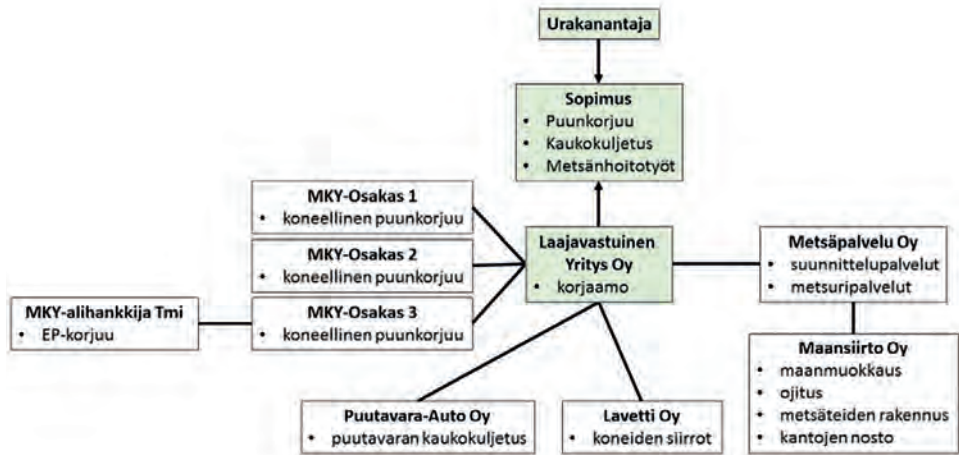 Urakanantaja
Sopimus
• Puunkorjuu
• Kaukokuljetus
• Metsänhoitotyöt
MKY-Osakas 1
• koneellinen puunkorjuu
MKY-Osakas 2
• koneellinen puunkorjuu
MKY-Osakas 3
• koneellinen puunkorjuu
MKY-alihankkija Tmi
• EP-korjuu
Laajavastuinen
Yritys Oy
• korjaamo
Metsäpalvelu Oy
• suunnittelupalvelut
• metsuripalvelut
Maansiirto Oy
• maanmuokkaus
• ojitus
• metsäteiden rakennus
• kantojen nosto
Puutavara-Auto Oy
• puutavaran kaukokuljetus
Lavetti Oy
• koneiden siirrot